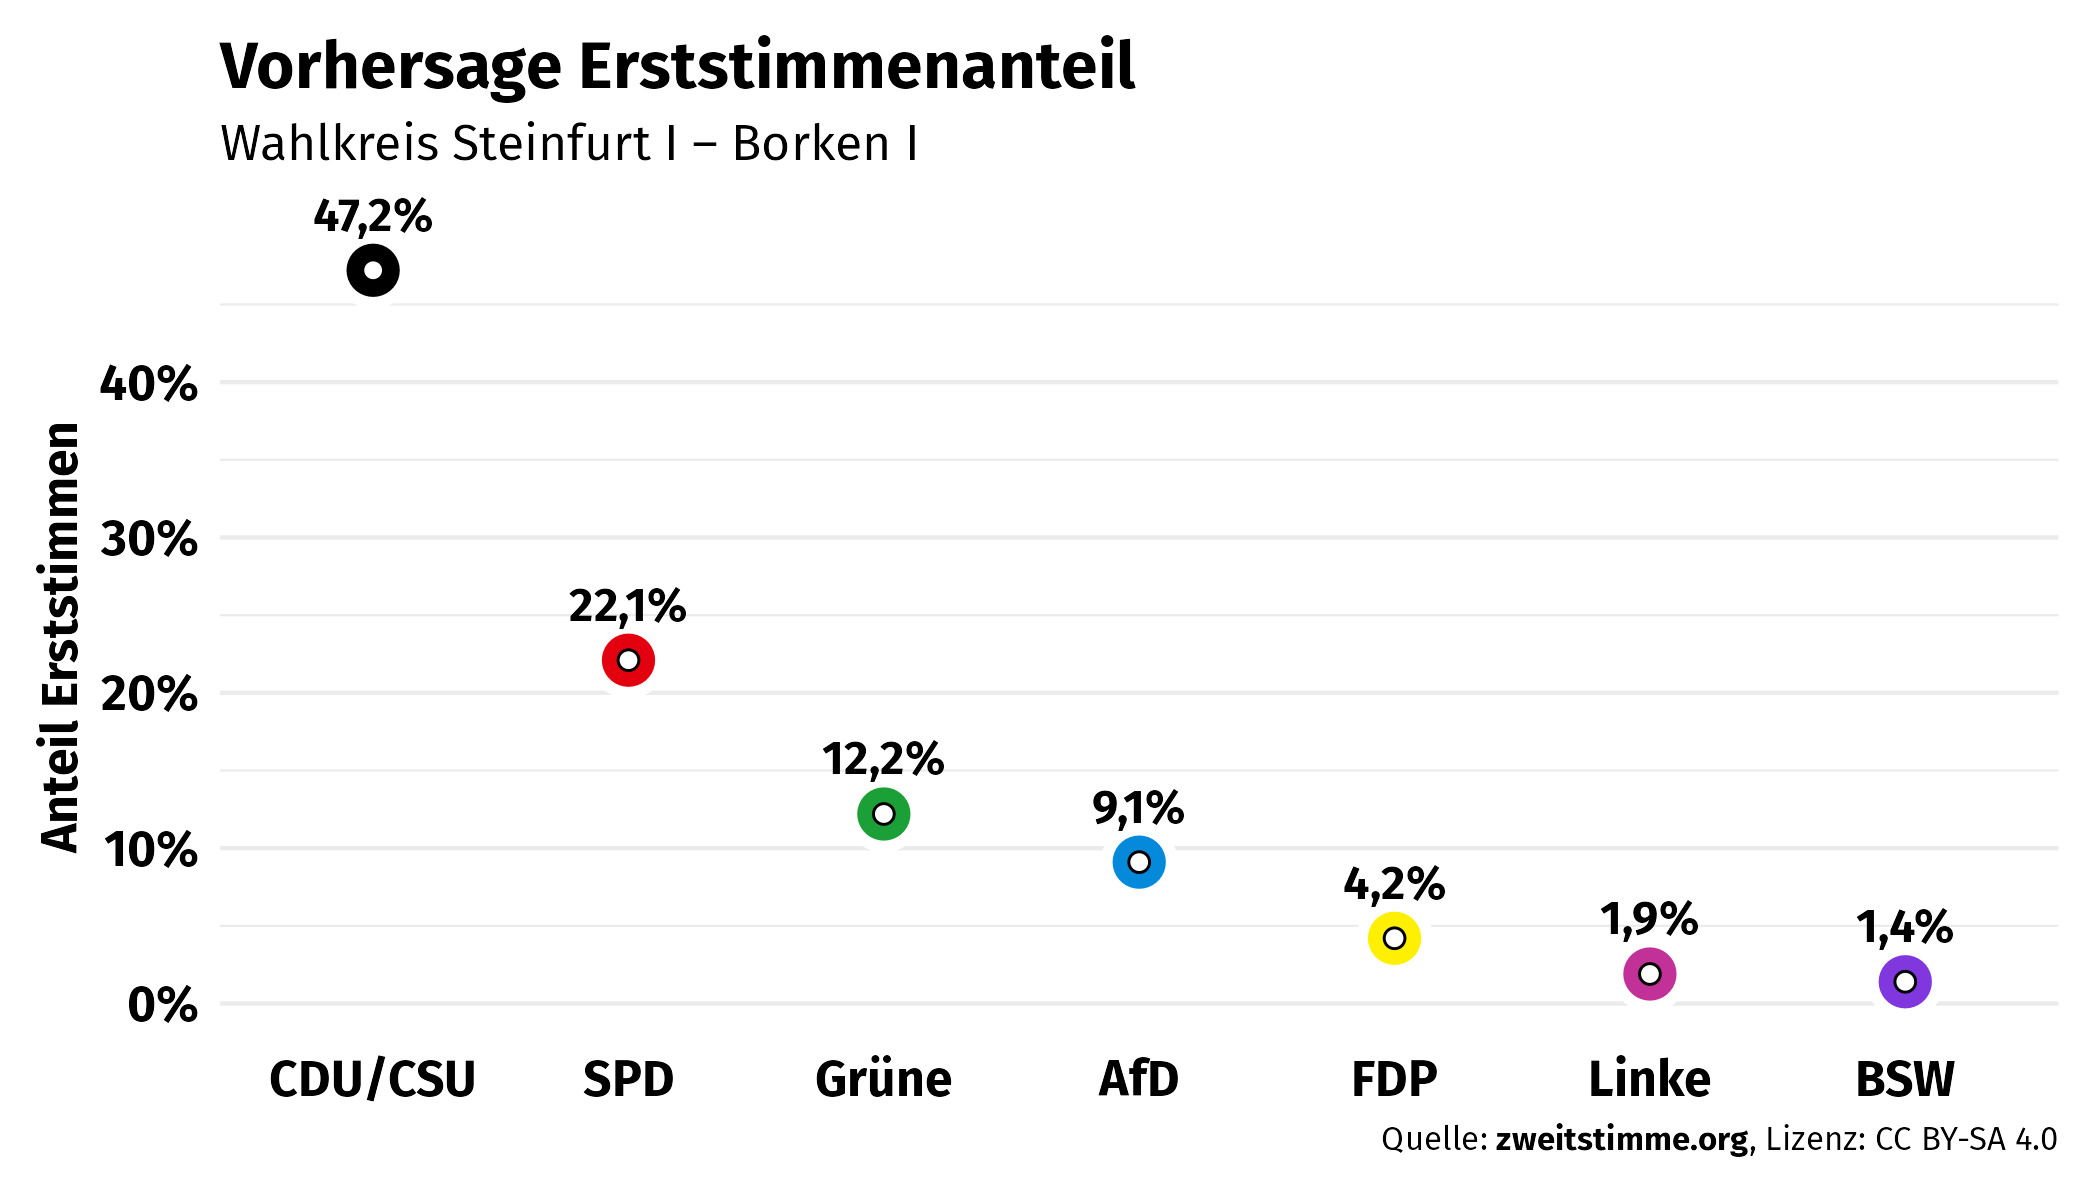 Vorhersage Erststimmenanteil
Wahlkreis Steinfurt I – Borken I
47,2%
40%
30%
22,1%
20%
12,2%
9,1%
10%
4,2%
1,9%
1,4%
0%
Anteil Erststimmen
CDU/CSU SPD Grüne AfD FDP Linke BSW
Quelle: zweitstimme.org, Lizenz: CC BY-SA 4.0